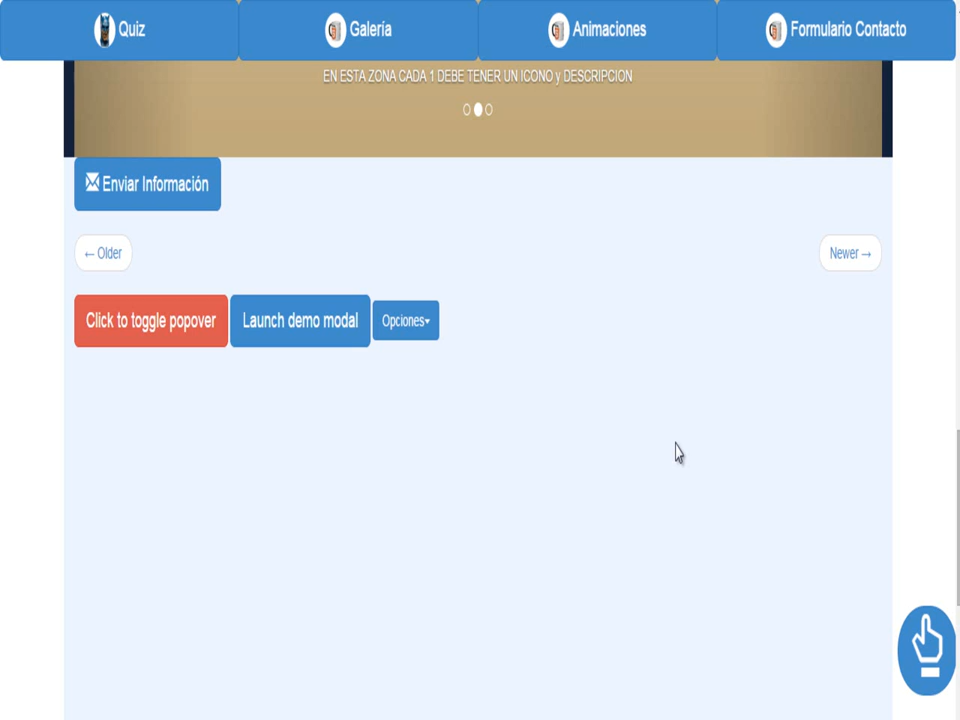 Quiz
Galería
Animaciones
Formulario Contacto
EN ESTA ZONA CADA 1 DEBE TENER UN ICONO y DESCRIPCION
Enviar Información
← Older
Newer →
Click to toggle popover
Launch demo modal
Opciones